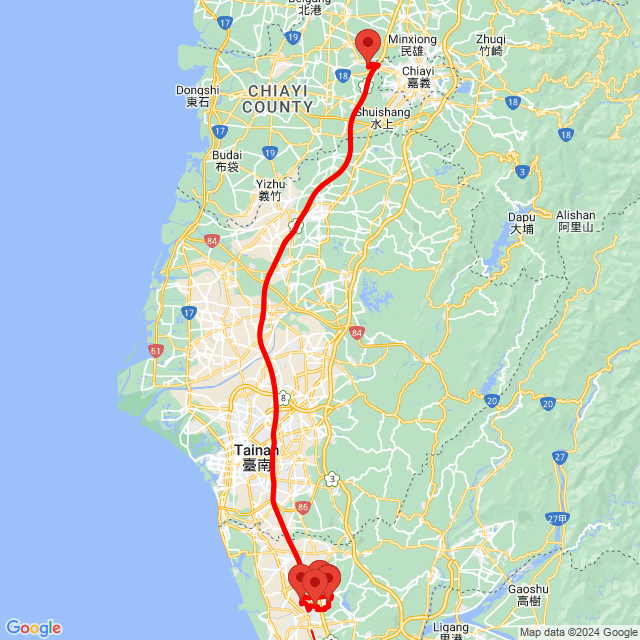 Beigang
北港
Minxiong
民雄
Zhuqi
竹崎
18
Chiayi
嘉義
18
Dongshi
東石
CHIAYI
COUNTY
Shuishang
水上
18
17
18
19
Budai
布袋
3
Yizhu
義竹
Dapu
大埔
Alishan
阿里山
84
17
84
61
8
20
20
Tainan
臺南
27
3
86
27甲
Gaoshu
高樹
Liqang
里港
Google
Map data ©2024 Google